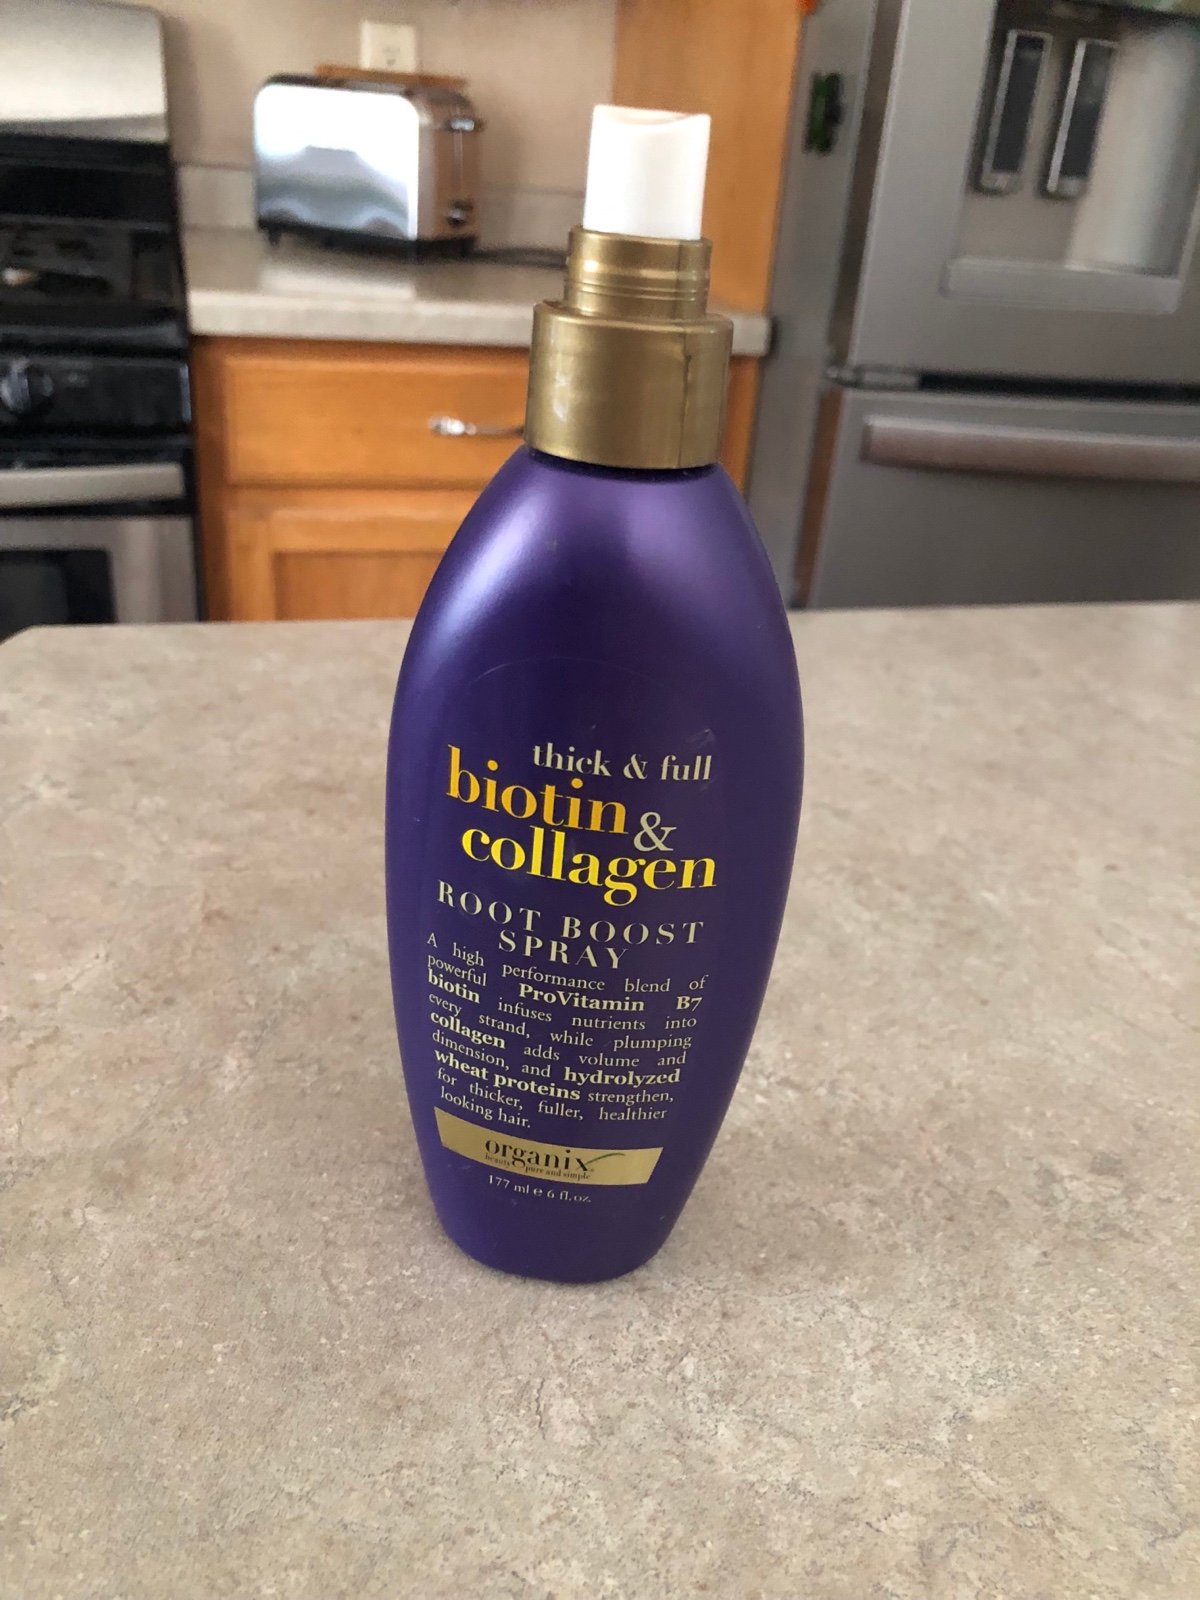 thick & full
biotin &
collagen
ROOT BOOST
SPRAY
A high performance blend of
powerful ProVitamin B7
biotin infuses nutrients into
every strand, while plumping
collagen adds volume and
dimension, and hydrolyzed
wheat proteins strengthen,
for thicker, fuller, healthier
looking hair.
organix
beauty pure and simple
177 ml e 6 fl. oz.